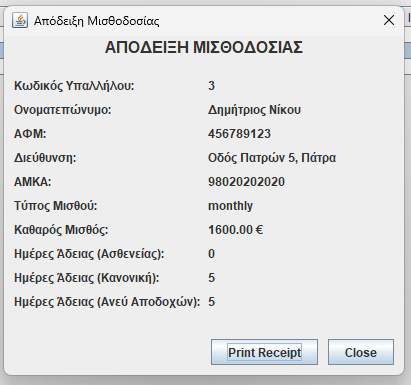 Απόδειξη Μισθοδοσίας
ΑΠΟΔΕΙΞΗ ΜΙΣΘΟΔΟΣΙΑΣ
Κωδικός Υπαλλήλου: 3
Ονοματεπώνυμο: Δημήτριος Νίκου
ΑΦΜ: 456789123
Διεύθυνση: Οδός Πατρών 5, Πάτρα
ΑΜΚΑ: 98020202020
Τύπος Μισθού: monthly
Καθαρός Μισθός: 1600.00 €
Ημέρες Άδειας (Ασθενείας): 0
Ημέρες Άδειας (Κανονική): 5
Ημέρες Άδειας (Ανεύ Αποδοχών): 5
Print Receipt Close